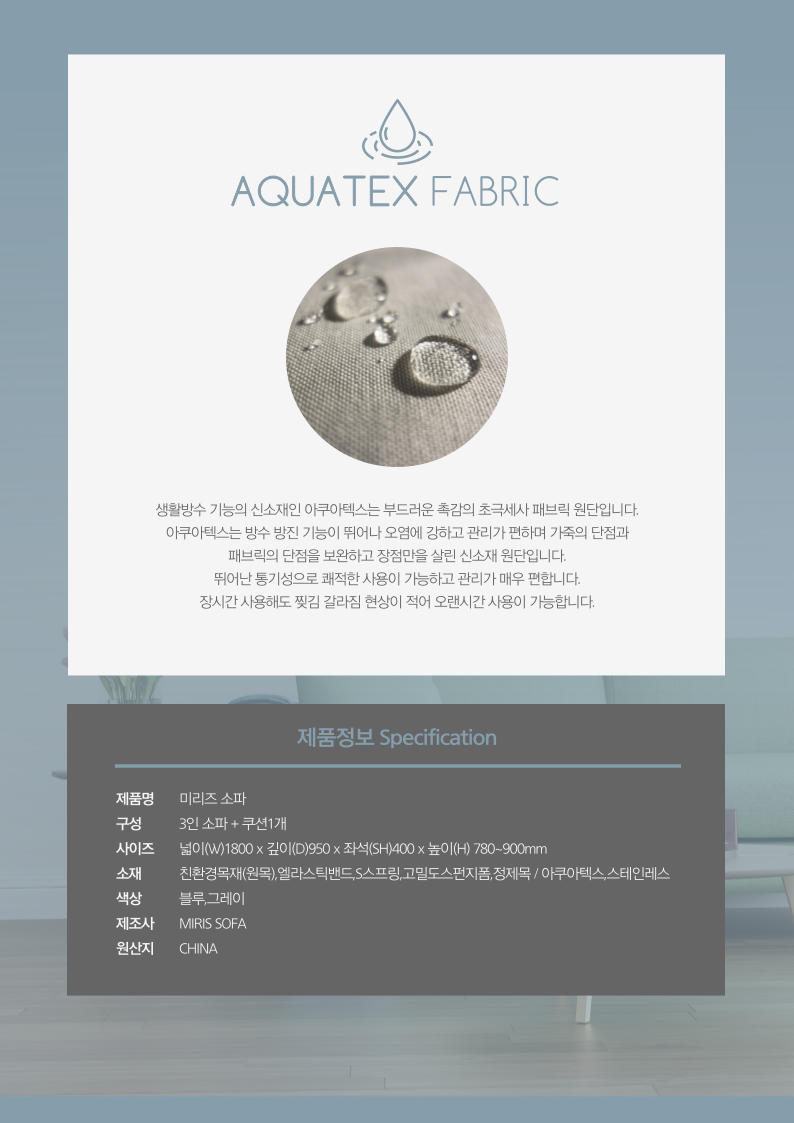 AQUATEX FABRIC
생활방수 기능의 신소재인 아쿠아텍스는 부드러운 촉감의 초극세사 패브릭 원단입니다.
아쿠아텍스는 방수 방진 기능이 뛰어나 오염에 강하고 관리가 편하며 가죽의 단점과
패브릭의 단점을 보완하고 장점만을 살린 신소재 원단입니다.
뛰어난 통기성으로 쾌적한 사용이 가능하고 관리가 매우 편합니다.
장시간 사용해도 찢김 갈라짐 현상이 적어 오랜시간 사용이 가능합니다.
제품정보 Specification
제품명 미리즈 소파
구성 3인 소파 + 쿠션1개
사이즈 넓이(W)1800 x 깊이(D)950 x 좌석(SH)400 x 높이(H) 780~900mm
소재 친환경목재(원목),엘라스틱밴드,S스프링,고밀도스펀지폼,정제목 / 아쿠아텍스,스테인레스
색상 블루,그레이
제조사 MIRIS SOFA
원산지 CHINA